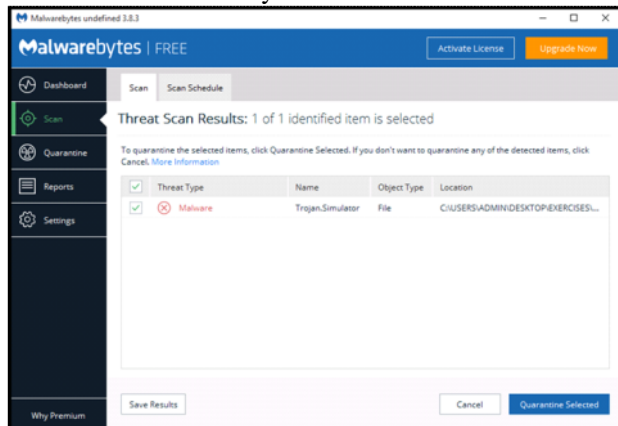 Malwarebytes undefined 3.8.3
Malwarebytes | FREE
Activate License
Upgrade Now
Dashboard
Scan
Quarantine
Reports
Settings
Why Premium
Scan
Scan Schedule
Threat Scan Results: 1 of 1 identified item is selected
To quarantine the selected items, click Quarantine Selected. If you don't want to quarantine any of the detected items, click
Cancel. More Information
Threat Type Name Object Type Location
Malware Trojan.Simulator File C:\USERS\ADMIN\DESKTOP\EXERCISES\...
Save Results
Cancel
Quarantine Selected